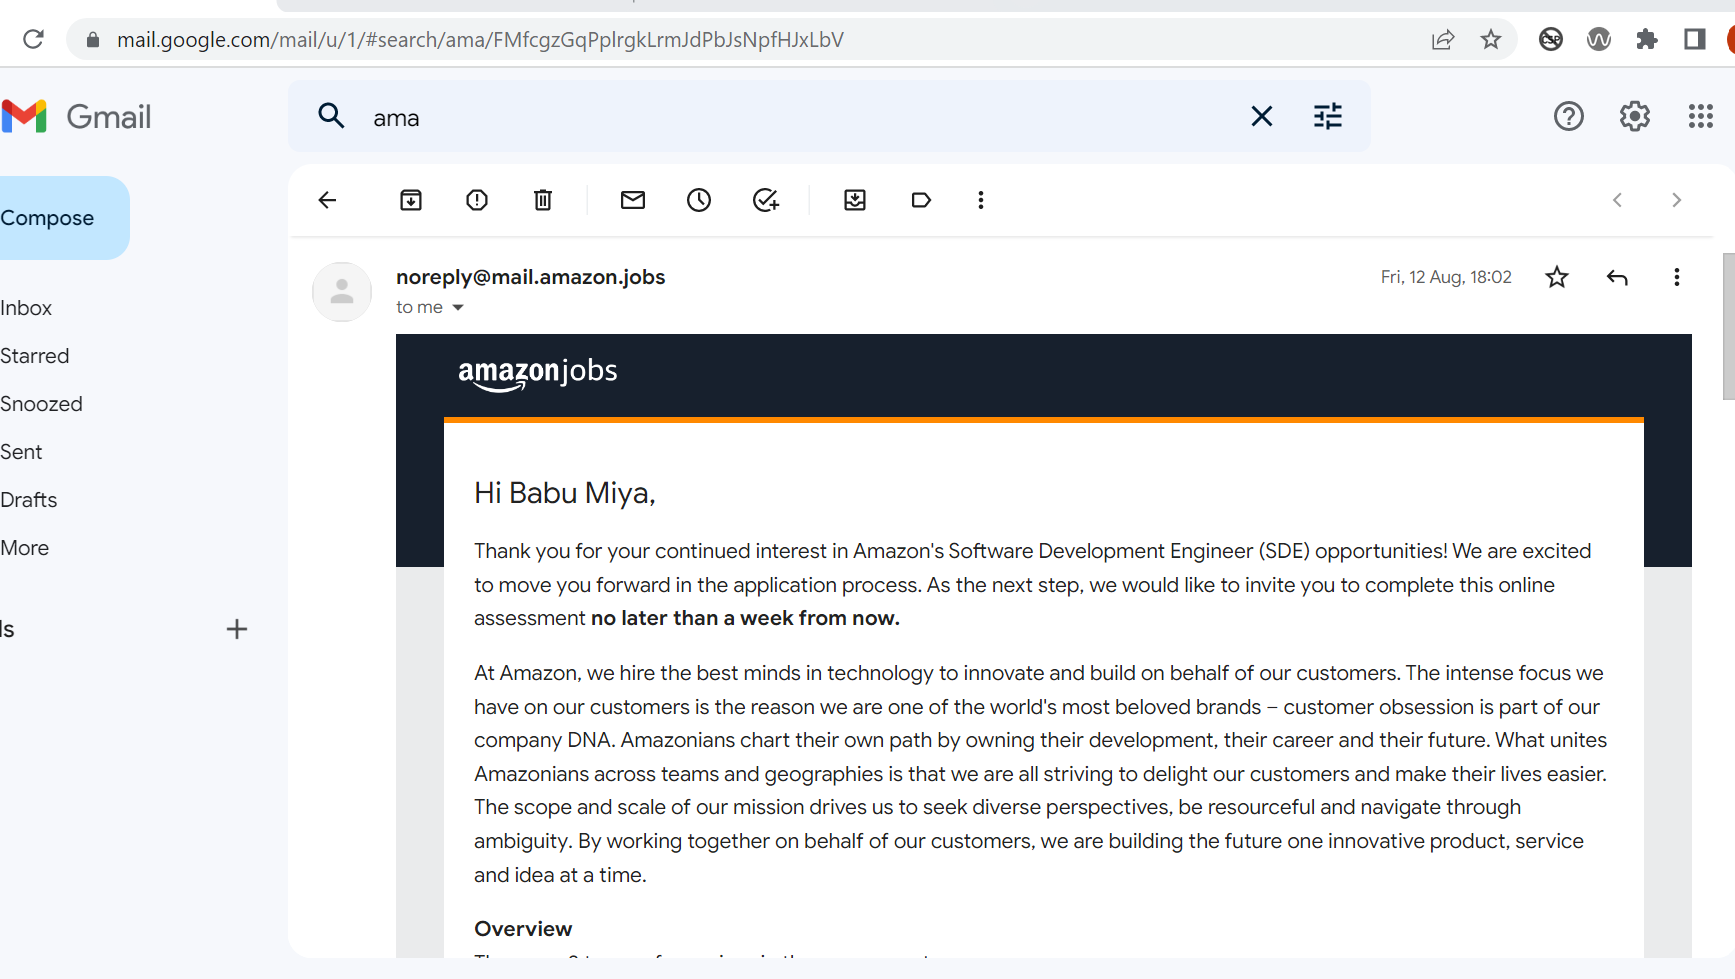 mail.google.com/mail/u/1/#search/ama/FMfcgzGqPplrgkLrmJdPbJsNpfHJxLbV
CSP
Gmail
ama
Compose
noreply@mail.amazon.jobs
Fri, 12 Aug, 18:02
to me
Inbox
Starred
Snoozed
Sent
Drafts
More
ls
amazonjobs
Hi Babu Miya,
Thank you for your continued interest in Amazon's Software Development Engineer (SDE) opportunities! We are excited
to move you forward in the application process. As the next step, we would like to invite you to complete this online
assessment no later than a week from now.
At Amazon, we hire the best minds in technology to innovate and build on behalf of our customers. The intense focus we
have on our customers is the reason we are one of the world's most beloved brands – customer obsession is part of our
company DNA. Amazonians chart their own path by owning their development, their career and their future. What unites
Amazonians across teams and geographies is that we are all striving to delight our customers and make their lives easier.
The scope and scale of our mission drives us to seek diverse perspectives, be resourceful and navigate through
ambiguity. By working together on behalf of our customers, we are building the future one innovative product, service
and idea at a time.
Overview